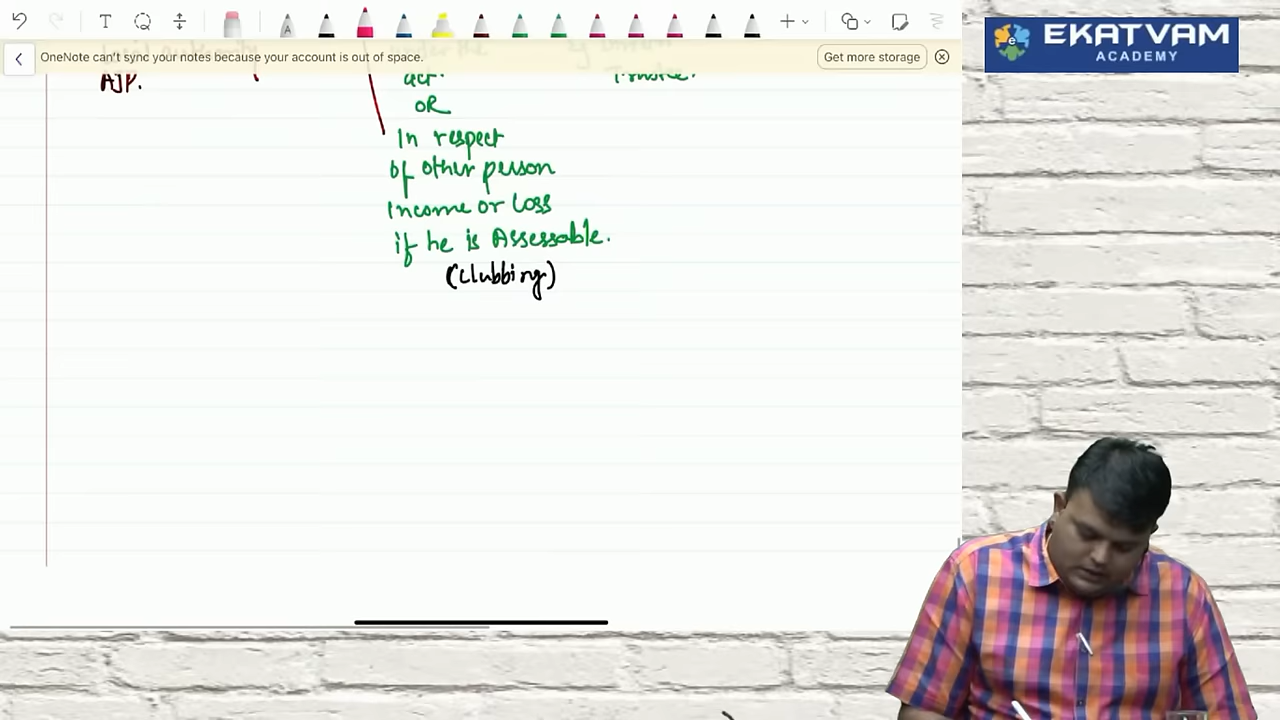 EKATVAM
ACADEMY
OneNote can't sync your notes because your account is out of space.
Get more storage
act.
OR
In respect
of other person
Income or Loss
if he is Assessable.
(Clubbing)